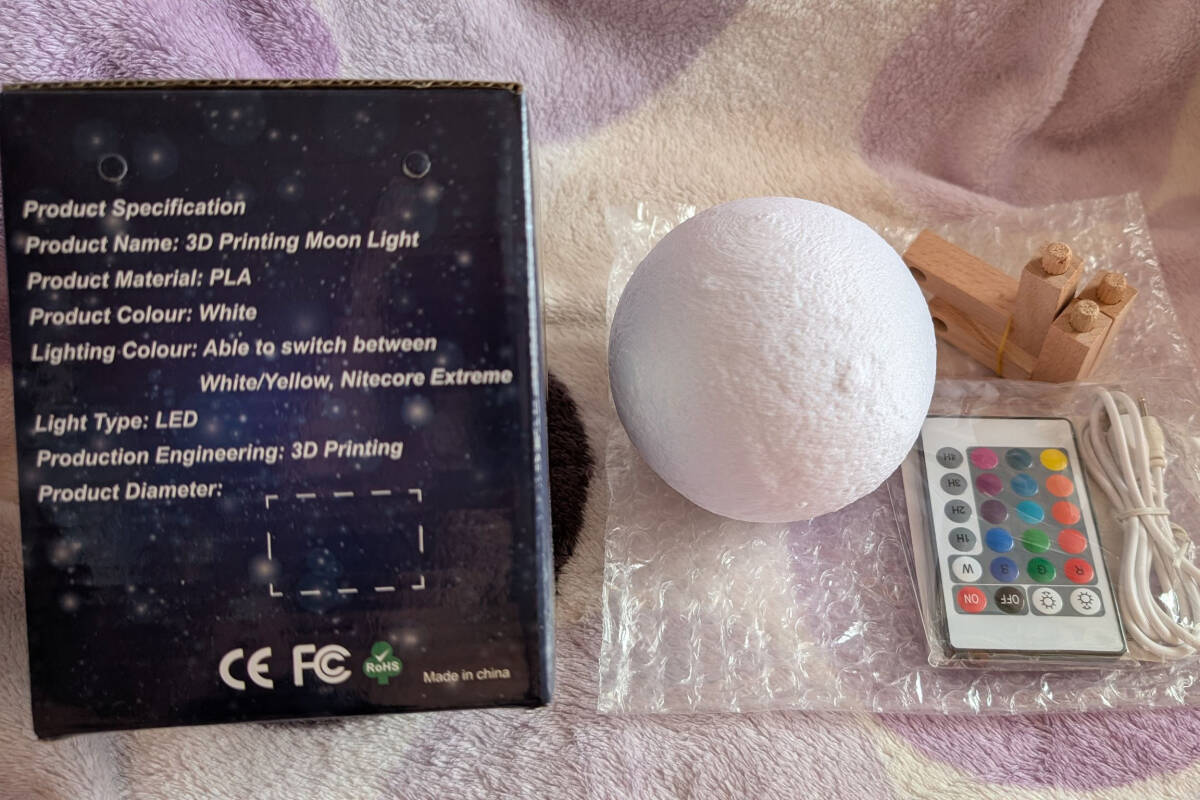 Product Specification
Product Name: 3D Printing Moon Light
Product Material: PLA
Product Colour: White
Lighting Colour: Able to switch between
White/Yellow, Nitecore Extreme
Light Type: LED
Production Engineering: 3D Printing
Product Diameter:
CE FC RoHS Made in china
4H
3H
2H
1H
W B G R
ON OFF